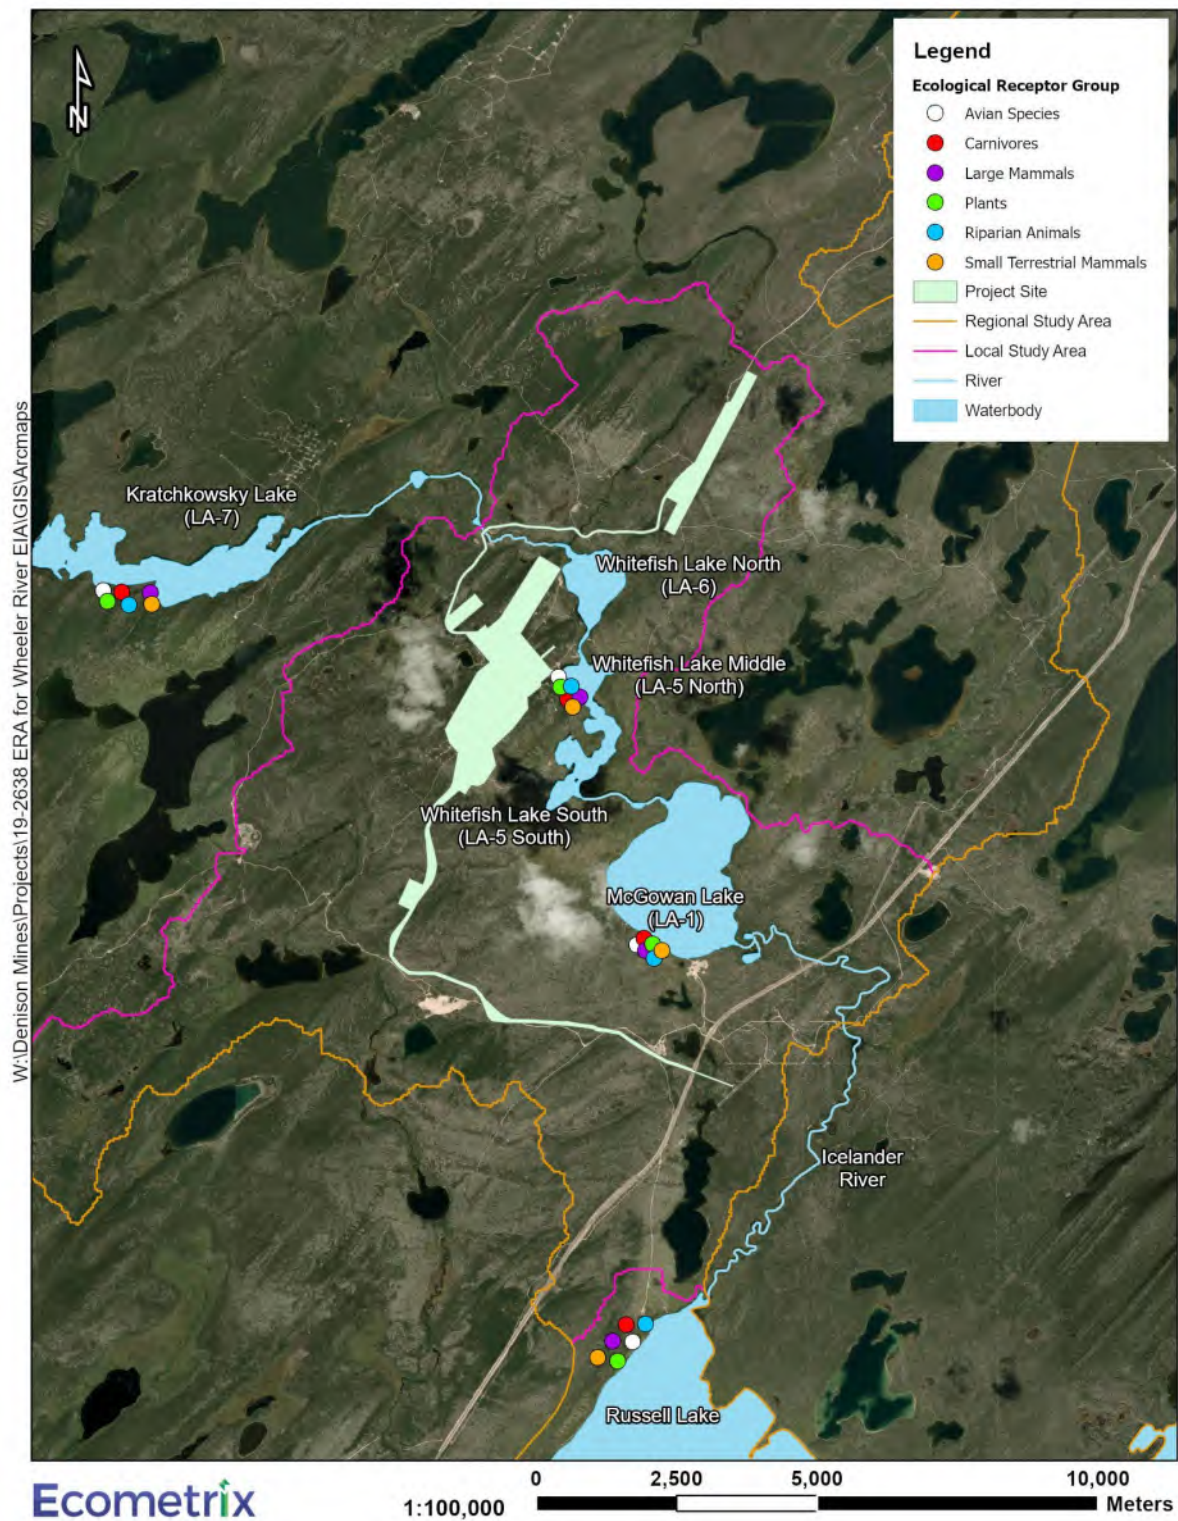 N
Legend
Ecological Receptor Group
Avian Species
Carnivores
Large Mammals
Plants
Riparian Animals
Small Terrestrial Mammals
Project Site
Regional Study Area
Local Study Area
River
Waterbody
W:\Denison Mines\Projects\19-2638 ERA for Wheeler River EIA\GIS\Arcmaps
Kratchkowsky Lake
(LA-7)
Whitefish Lake North
(LA-6)
Whitefish Lake Middle
(LA-5 North)
Whitefish Lake South
(LA-5 South)
McGowan Lake
(LA-1)
Icelander
River
Russell Lake
Ecometrix
1:100,000
0 2,500 5,000 10,000
Meters